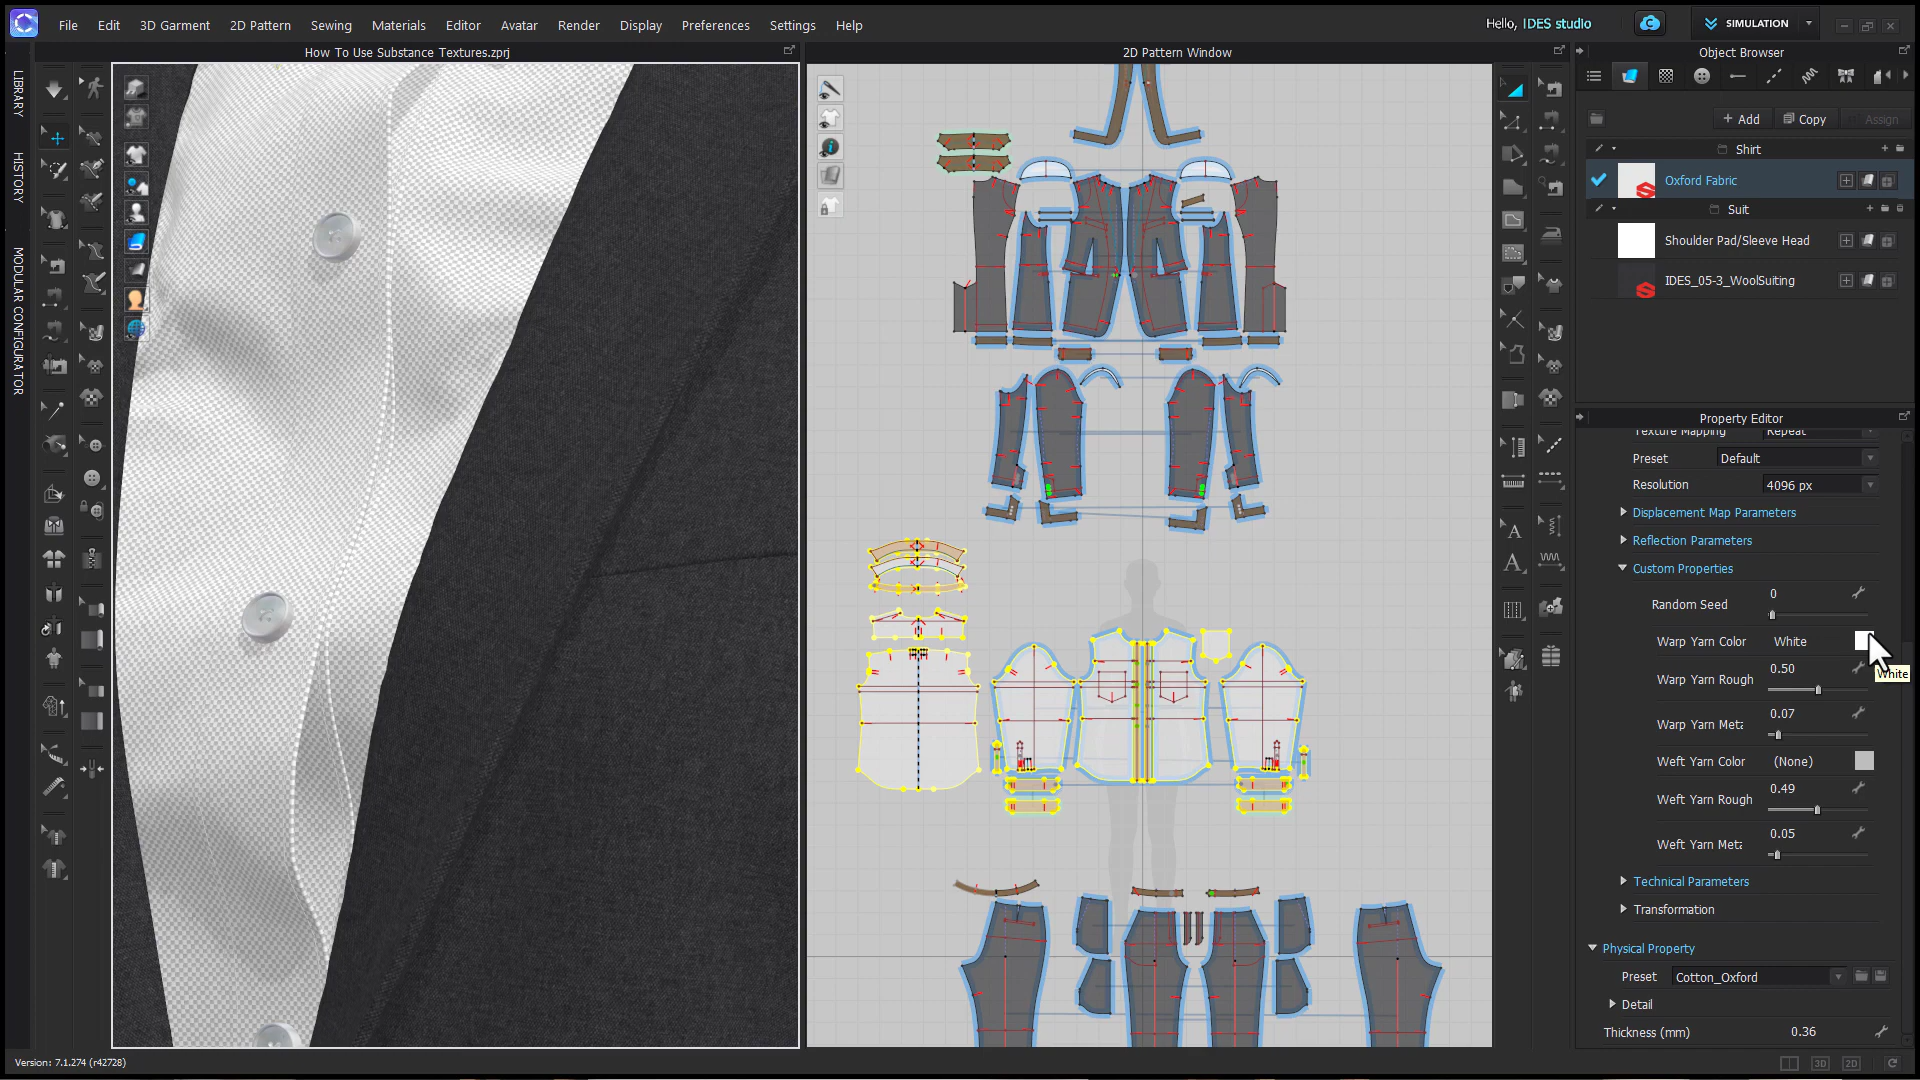 File Edit 3D Garment 2D Pattern Sewing Materials Editor Avatar Render Display Preferences Settings Help
Hello, IDES studio
SIMULATION
How To Use Substance Textures.zprj
2D Pattern Window
Object Browser
LIBRARY
HISTORY
MODULAR CONFIGURATOR
+ Add
Copy
Assign
Shirt
Oxford Fabric
Suit
Shoulder Pad/Sleeve Head
IDES_05-3_WoolSuiting
Property Editor
Texture Mapping Repeat
Preset Default
Resolution 4096 px
Displacement Map Parameters
Reflection Parameters
Custom Properties
Random Seed 0
Warp Yarn Color White
White
Warp Yarn Rough 0.50
Warp Yarn Meta 0.07
Weft Yarn Color (None)
Weft Yarn Rough 0.49
Weft Yarn Meta 0.05
Technical Parameters
Transformation
Physical Property
Preset Cotton_Oxford
Detail
Thickness (mm) 0.36
Version: 7.1.274 (r42728)
3D
2D